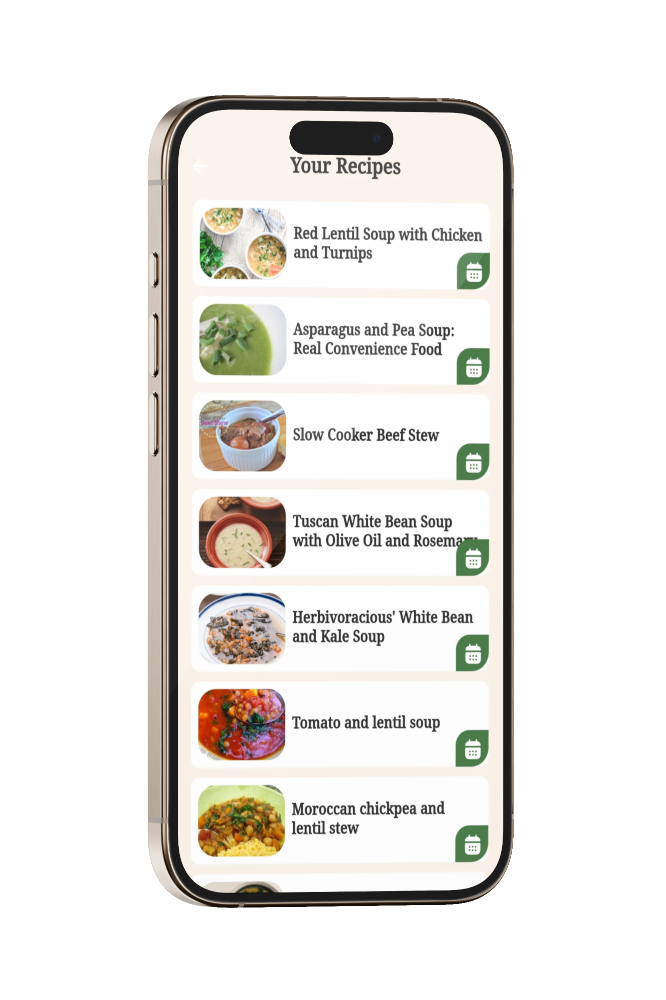 Your Recipes
Red Lentil Soup with Chicken
and Turnips
Asparagus and Pea Soup:
Real Convenience Food
Slow Cooker Beef Stew
Tuscan White Bean Soup
with Olive Oil and Rosemary
Herbivoracious' White Bean
and Kale Soup
Tomato and lentil soup
Moroccan chickpea and
lentil stew